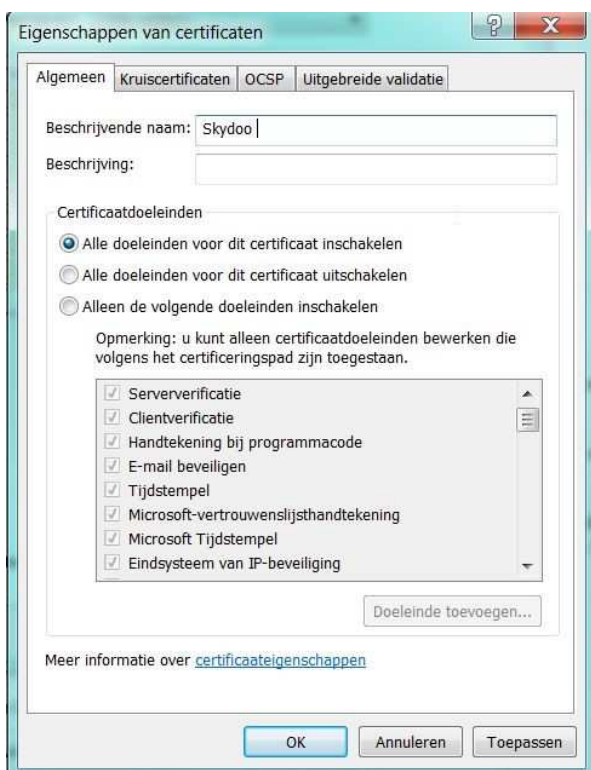 Eigenschappen van certificaten
Algemeen Kruiscertificaten OCSP Uitgebreide validatie
Beschrijvende naam: Skydoo
Beschrijving:
Certificaatdoeleinden
Alle doeleinden voor dit certificaat inschakelen
Alle doeleinden voor dit certificaat uitschakelen
Alleen de volgende doeleinden inschakelen
Opmerking: u kunt alleen certificaatdoeleinden bewerken die
volgens het certificeringspad zijn toegestaan.
Serververificatie
Clientverificatie
Handtekening bij programmacode
E-mail beveiligen
Tijdstempel
Microsoft-vertrouwenslijsthandtekening
Microsoft Tijdstempel
Eindsysteem van IP-beveiliging
Doeleinde toevoegen...
Meer informatie over certificaateigenschappen
OK Annuleren Toepassen